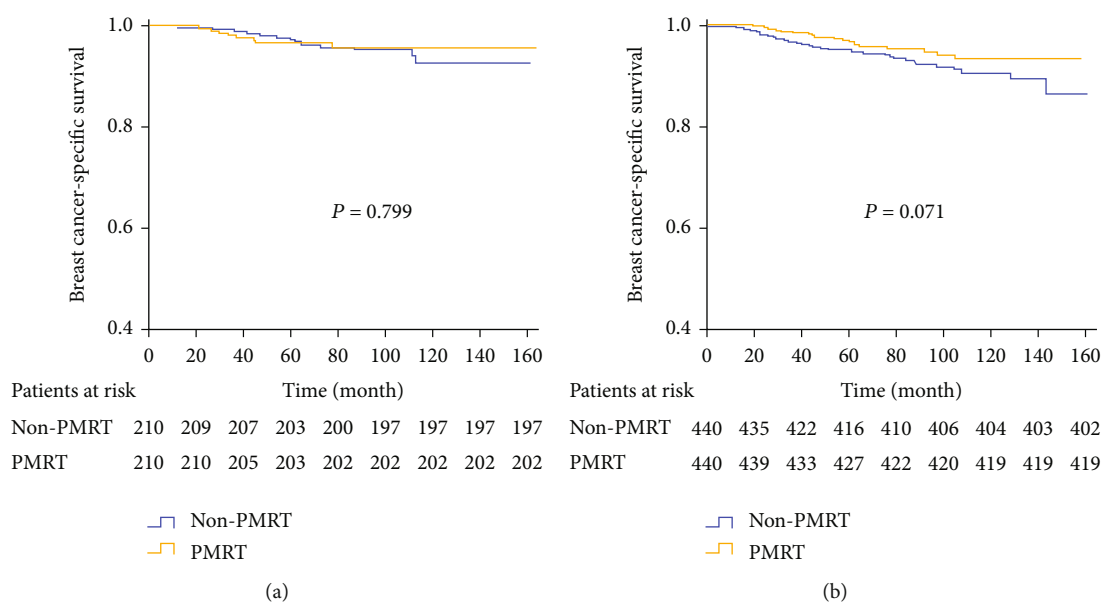 1.0
0.8
0.6
0.4
Breast cancer-specific survival
P = 0.799
0 20 40 60 80 100 120 140 160
Patients at risk Time (month)
Non-PMRT 210 209 207 203 200 197 197 197 197
PMRT 210 210 205 203 202 202 202 202 202
Non-PMRT
PMRT
(a)
1.0
0.8
0.6
0.4
Breast cancer-specific survival
P = 0.071
0 20 40 60 80 100 120 140 160
Patients at risk Time (month)
Non-PMRT 440 435 422 416 410 406 404 403 402
PMRT 440 439 433 427 422 420 419 419 419
Non-PMRT
PMRT
(b)